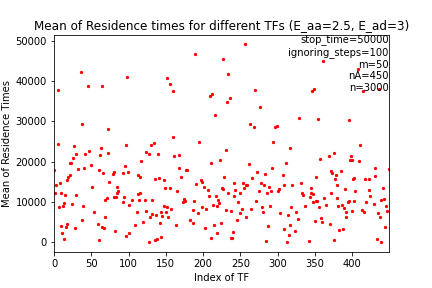 Mean of Residence times for different TFs (E_aa=2.5, E_ad=3)
stop_time=50000
ignoring_steps=100
m=50
nA=450
n=3000
Mean of Residence Times
50000
40000
30000
20000
10000
0
0 50 100 150 200 250 300 350 400
Index of TF